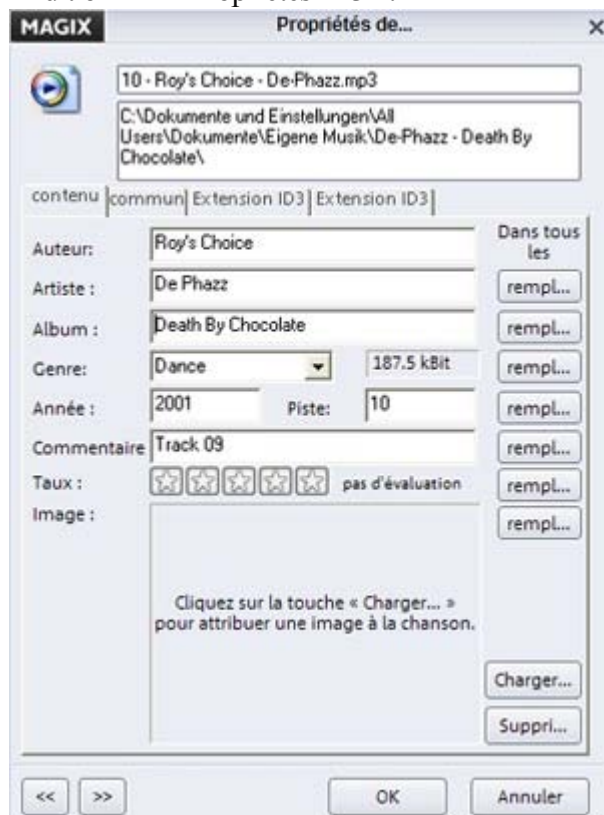 MAGIX Propriétés de...
10 - Roy's Choice - De-Phazz.mp3
C:\Dokumente und Einstellungen\All
Users\Dokumente\Eigene Musik\De-Phazz - Death By
Chocolate\
contenu commun Extension ID3 Extension ID3
Dans tous
les
Auteur: Roy's Choice
Artiste : De Phazz rempl...
Album : Death By Chocolate rempl...
Genre: Dance 187.5 kBit rempl...
Année : 2001 Piste: 10 rempl...
Commentaire Track 09 rempl...
Taux : pas d'évaluation rempl...
Image : rempl...
Cliquez sur la touche « Charger... »
pour attribuer une image à la chanson.
Charger...
Suppri...
<< >> OK Annuler